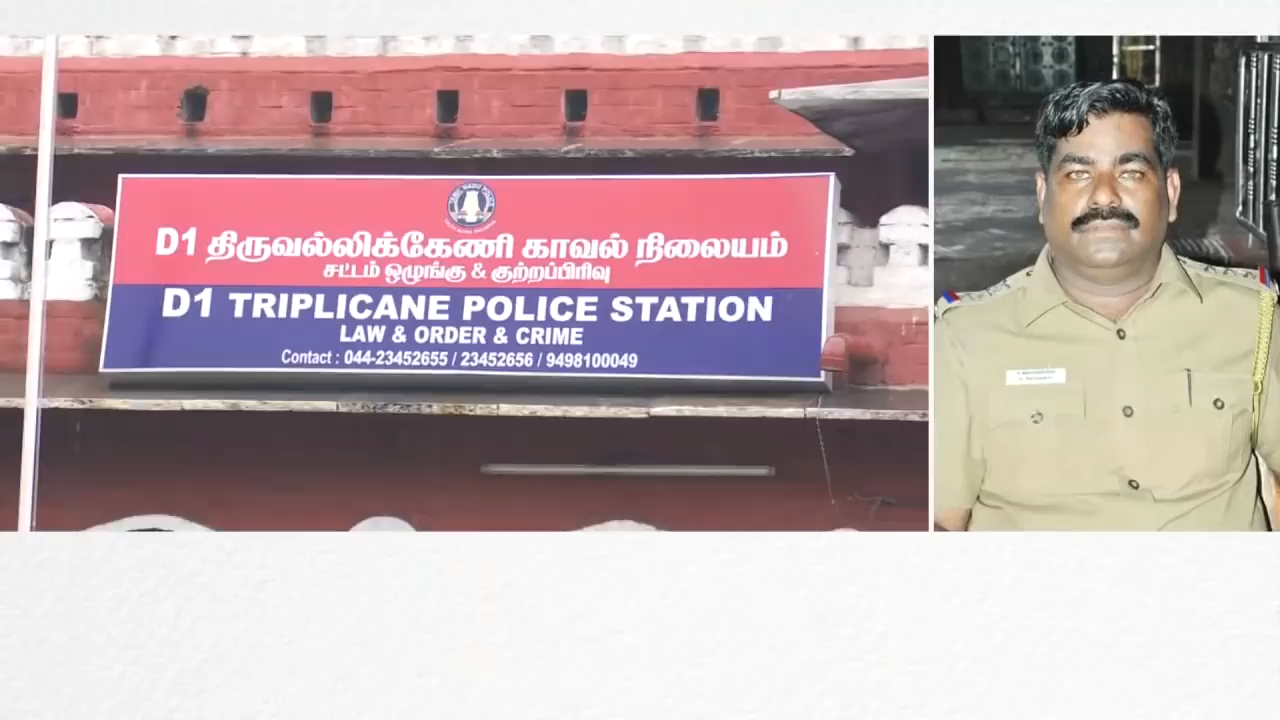 D1 திருவல்லிக்கேணி காவல் நிலையம்
சட்டம் ஒழுங்கு & குற்றப்பிரிவு
D1 TRIPLICANE POLICE STATION
LAW & ORDER & CRIME
Contact : 044-23452655 / 23452656 / 9498100049